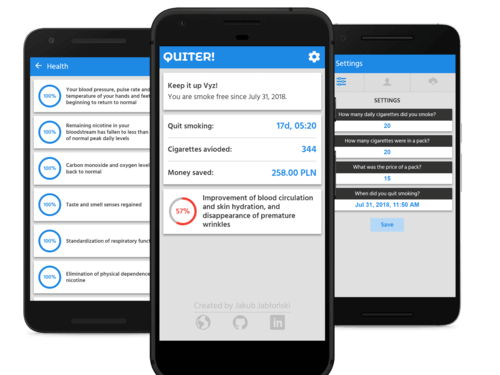 Health
100%
Your blood pressure, pulse rate and
temperature of your hands and feet
beginning to return to normal
100%
Remaining nicotine in your
bloodstream has fallen to less than
of normal peak daily levels
100%
Carbon monoxide and oxygen level
back to normal
100%
Taste and smell senses regained
100%
Standardization of respiratory func
100%
Elimination of physical dependence
nicotine
QUITER!
Keep it up Vyz!
You are smoke free since July 31, 2018.
Quit smoking: 17d, 05:20
Cigarettes avioded: 344
Money saved: 258.00 PLN
57%
Improvement of blood circulation
and skin hydration, and
disappearance of premature
wrinkles
Created by Jakub Jabłoński
in
Settings
SETTINGS
How many daily cigarettes did you smoke?
20
How many cigarettes were in a pack?
20
What was the price of a pack?
15
When did you quit smoking?
Jul 31, 2018, 11:50 AM
Save